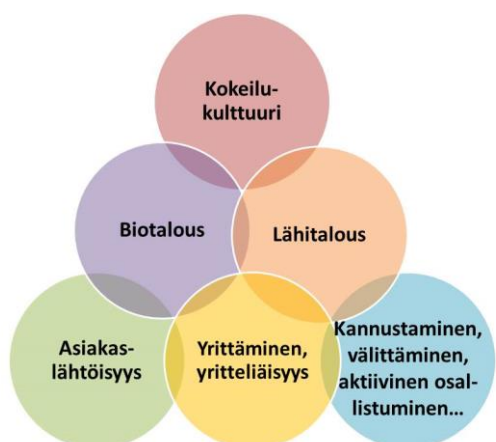 Kokeilu-
kulttuuri
Biotalous
Lähitalous
Asiakas-
lähtöisyys
Yrittäminen,
yritteliäisyys
Kannustaminen,
välittäminen,
aktiivinen osal-
listuminen…